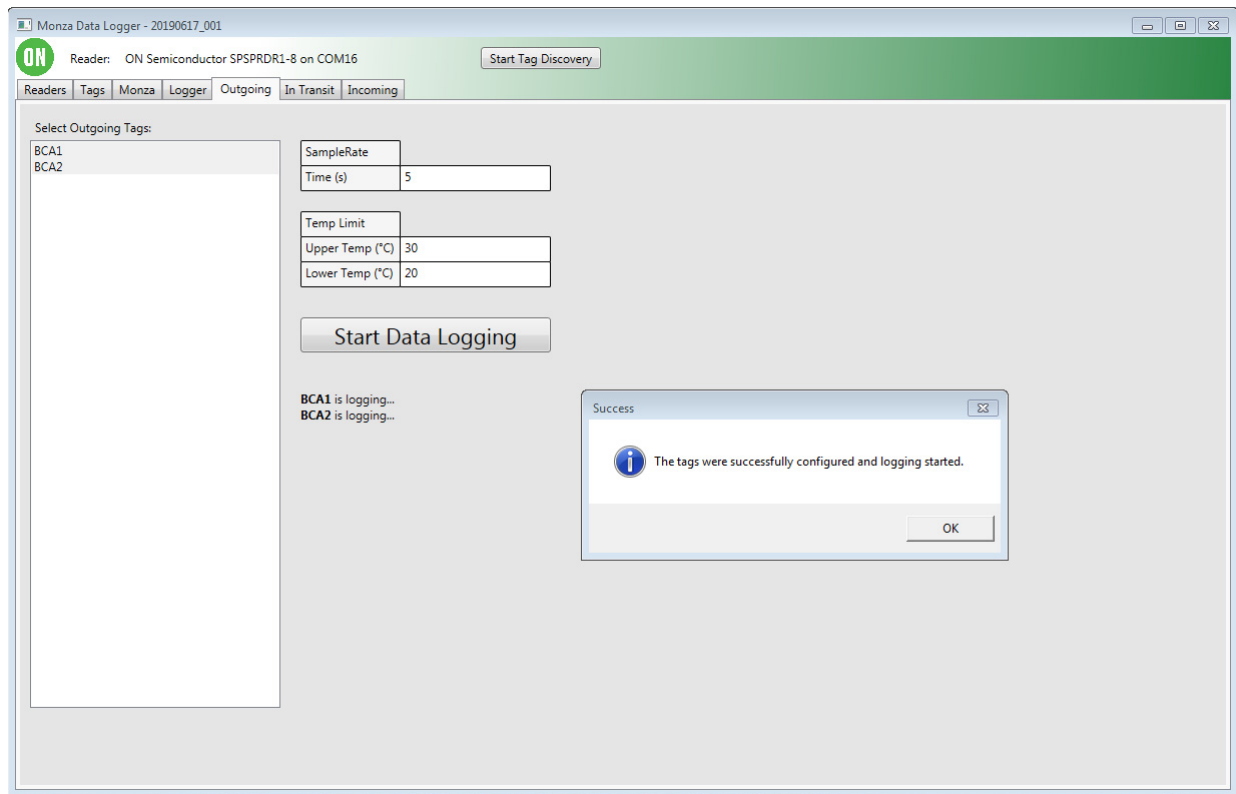 Monza Data Logger - 20190617_001
ON
Reader: ON Semiconductor SPSPRDR1-8 on COM16
Start Tag Discovery
Readers Tags Monza Logger Outgoing In Transit Incoming
Select Outgoing Tags:
BCA1
BCA2
SampleRate
Time (s) 5
Temp Limit
Upper Temp (°C) 30
Lower Temp (°C) 20
Start Data Logging
BCA1 is logging...
BCA2 is logging...
Success
The tags were successfully configured and logging started.
OK